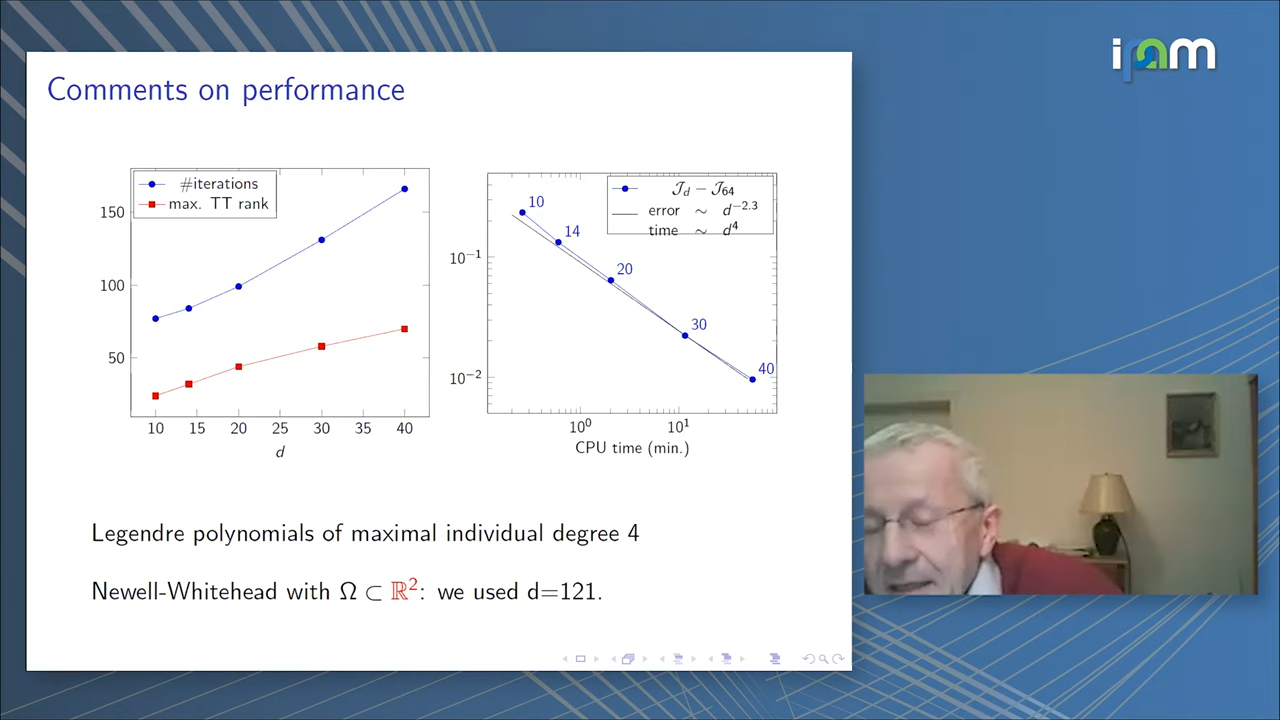 ipam
Comments on performance
#iterations
max. TT rank
150
100
50
10 15 20 25 30 35 40
d
𝒥_d − 𝒥_64
error ∼ d^{−2.3}
time ∼ d^4
10
14
20
30
40
10^{−1}
10^{−2}
10^0 10^1
CPU time (min.)
Legendre polynomials of maximal individual degree 4
Newell-Whitehead with Ω ⊂ ℝ²: we used d=121.